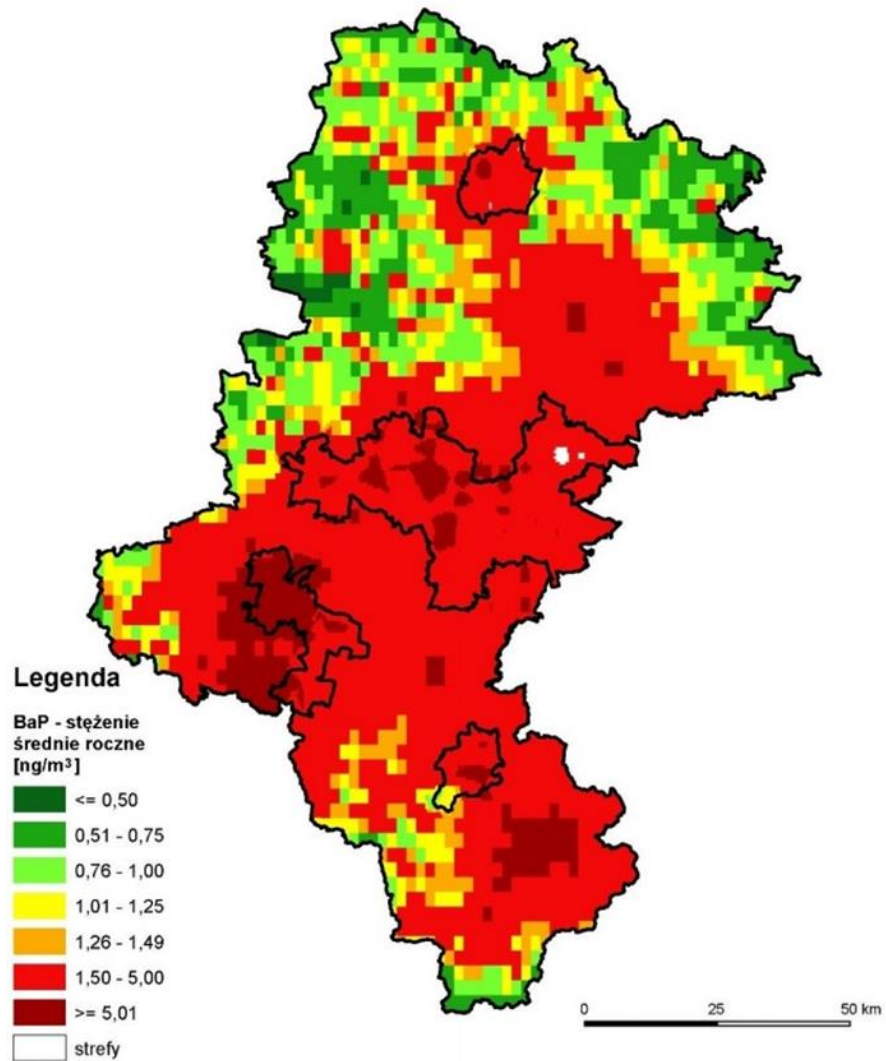 Legenda
BaP - stężenie
średnie roczne
[ng/m³]
<= 0,50
0,51 - 0,75
0,76 - 1,00
1,01 - 1,25
1,26 - 1,49
1,50 - 5,00
>= 5,01
strefy
0 25 50 km